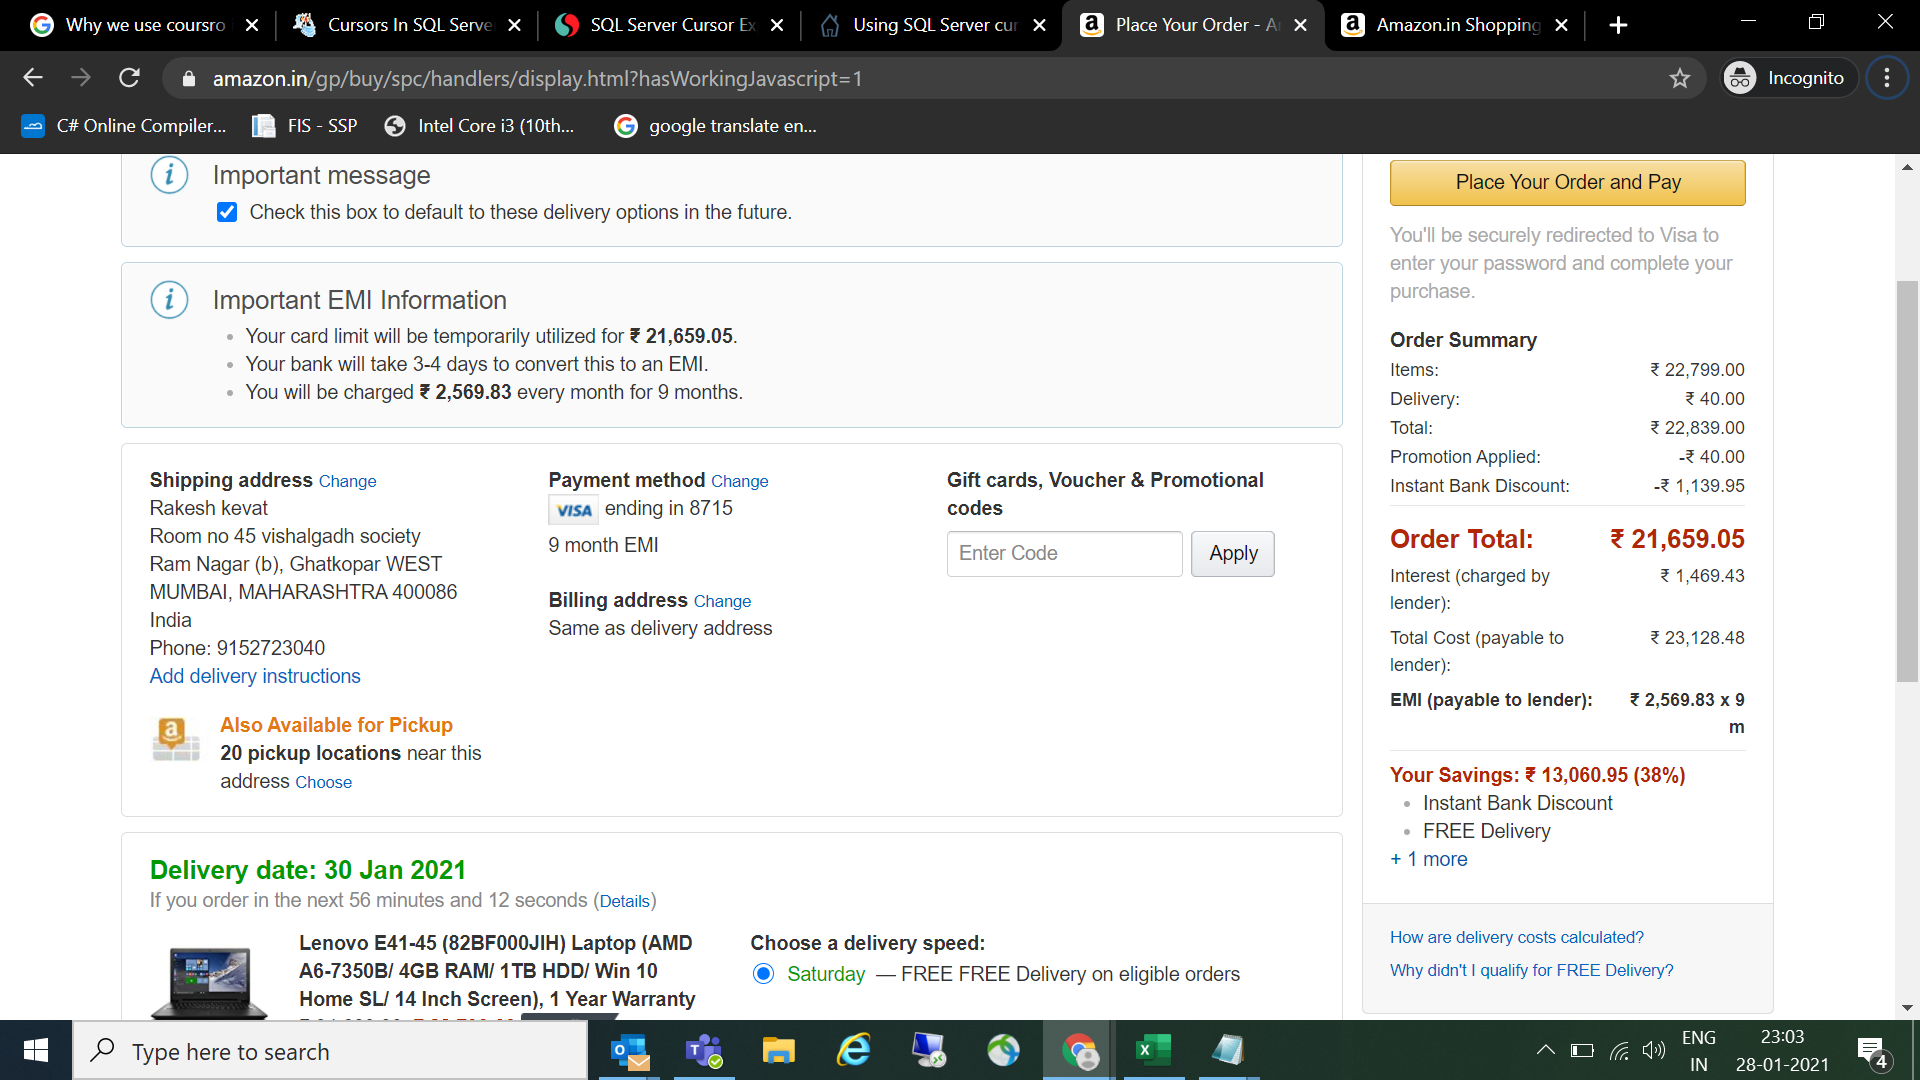 Why we use coursro
Cursors In SQL Serve
SQL Server Cursor Ex
Using SQL Server cur
Place Your Order - A
Amazon.in Shopping
amazon.in/gp/buy/spc/handlers/display.html?hasWorkingJavascript=1
Incognito
C# Online Compiler...
FIS - SSP
Intel Core i3 (10th...
google translate en...
Important message
Check this box to default to these delivery options in the future.
Important EMI Information
Your card limit will be temporarily utilized for ₹ 21,659.05.
Your bank will take 3-4 days to convert this to an EMI.
You will be charged ₹ 2,569.83 every month for 9 months.
Shipping address Change
Rakesh kevat
Room no 45 vishalgadh society
Ram Nagar (b), Ghatkopar WEST
MUMBAI, MAHARASHTRA 400086
India
Phone: 9152723040
Add delivery instructions
Also Available for Pickup
20 pickup locations near this
address Choose
Payment method Change
VISA ending in 8715
9 month EMI
Billing address Change
Same as delivery address
Gift cards, Voucher & Promotional
codes
Enter Code
Apply
Delivery date: 30 Jan 2021
If you order in the next 56 minutes and 12 seconds (Details)
Lenovo E41-45 (82BF000JIH) Laptop (AMD
A6-7350B/ 4GB RAM/ 1TB HDD/ Win 10
Home SL/ 14 Inch Screen), 1 Year Warranty
Choose a delivery speed:
Saturday — FREE FREE Delivery on eligible orders
Place Your Order and Pay
You'll be securely redirected to Visa to
enter your password and complete your
purchase.
Order Summary
Items: ₹ 22,799.00
Delivery: ₹ 40.00
Total: ₹ 22,839.00
Promotion Applied: -₹ 40.00
Instant Bank Discount: -₹ 1,139.95
Order Total: ₹ 21,659.05
Interest (charged by ₹ 1,469.43
lender):
Total Cost (payable to ₹ 23,128.48
lender):
EMI (payable to lender): ₹ 2,569.83 x 9
m
Your Savings: ₹ 13,060.95 (38%)
Instant Bank Discount
FREE Delivery
+ 1 more
How are delivery costs calculated?
Why didn't I qualify for FREE Delivery?
Type here to search
ENG
IN
23:03
28-01-2021
4